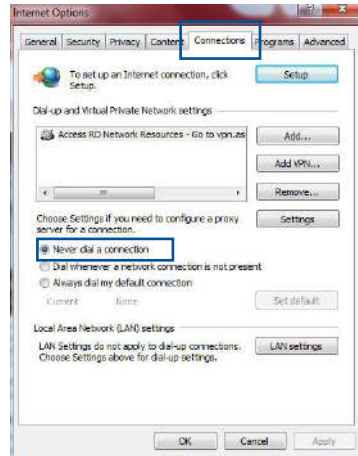 Internet Options
General Security Privacy Content Connections Programs Advanced
To set up an Internet connection, click
Setup.
Setup
Dial-up and Virtual Private Network settings
Access RD Network Resources - Go to vpn.as
Add...
Add VPN...
Remove...
Choose Settings if you need to configure a proxy
server for a connection.
Settings
Never dial a connection
Dial whenever a network connection is not present
Always dial my default connection
Current None
Set default
Local Area Network (LAN) settings
LAN Settings do not apply to dial-up connections.
Choose Settings above for dial-up settings.
LAN settings
OK Cancel Apply